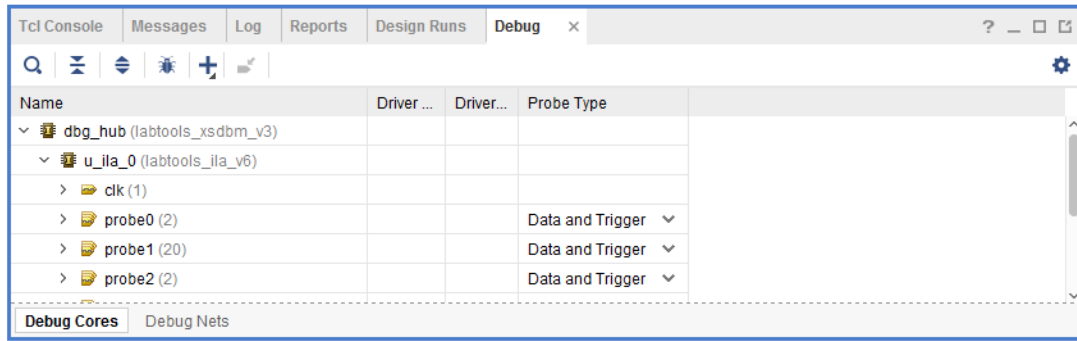 Tcl Console Messages Log Reports Design Runs Debug × ?
Name Driver ... Driver... Probe Type
dbg_hub (labtools_xsdbm_v3)
u_ila_0 (labtools_ila_v6)
clk (1)
probe0 (2) Data and Trigger
probe1 (20) Data and Trigger
probe2 (2) Data and Trigger
Debug Cores Debug Nets